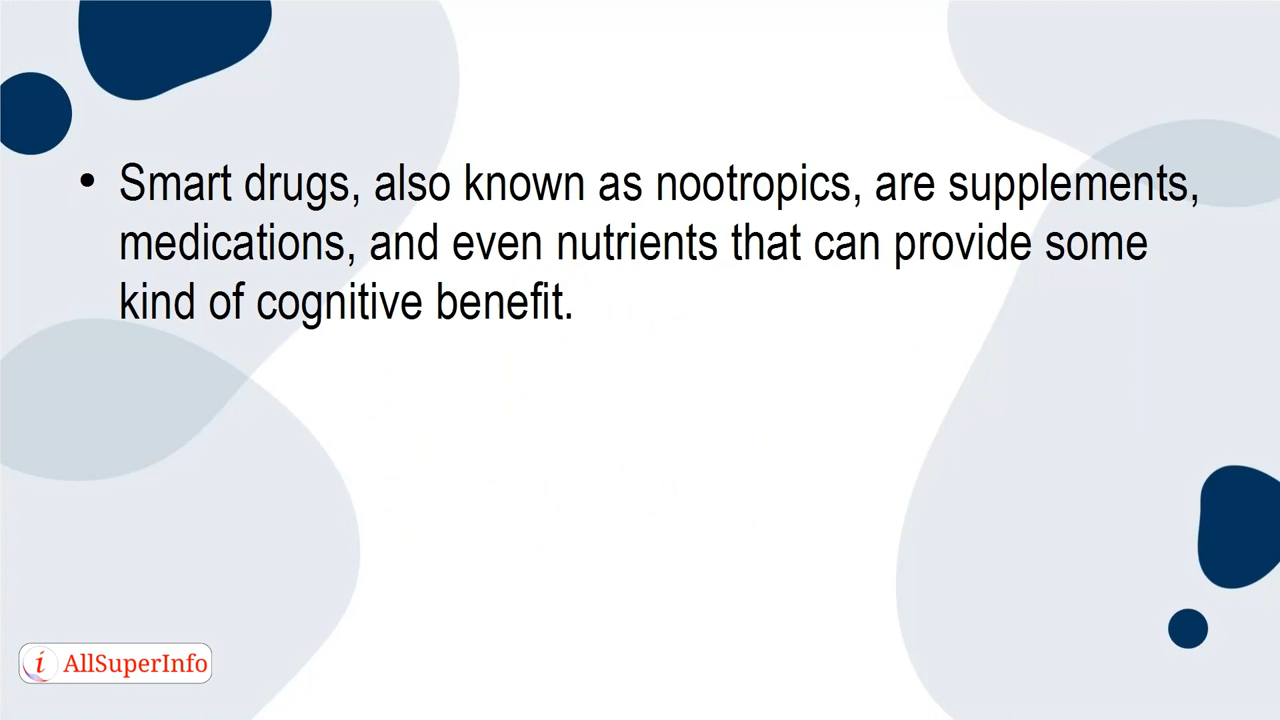 • Smart drugs, also known as nootropics, are supplements,
medications, and even nutrients that can provide some
kind of cognitive benefit.
i AllSuperInfo